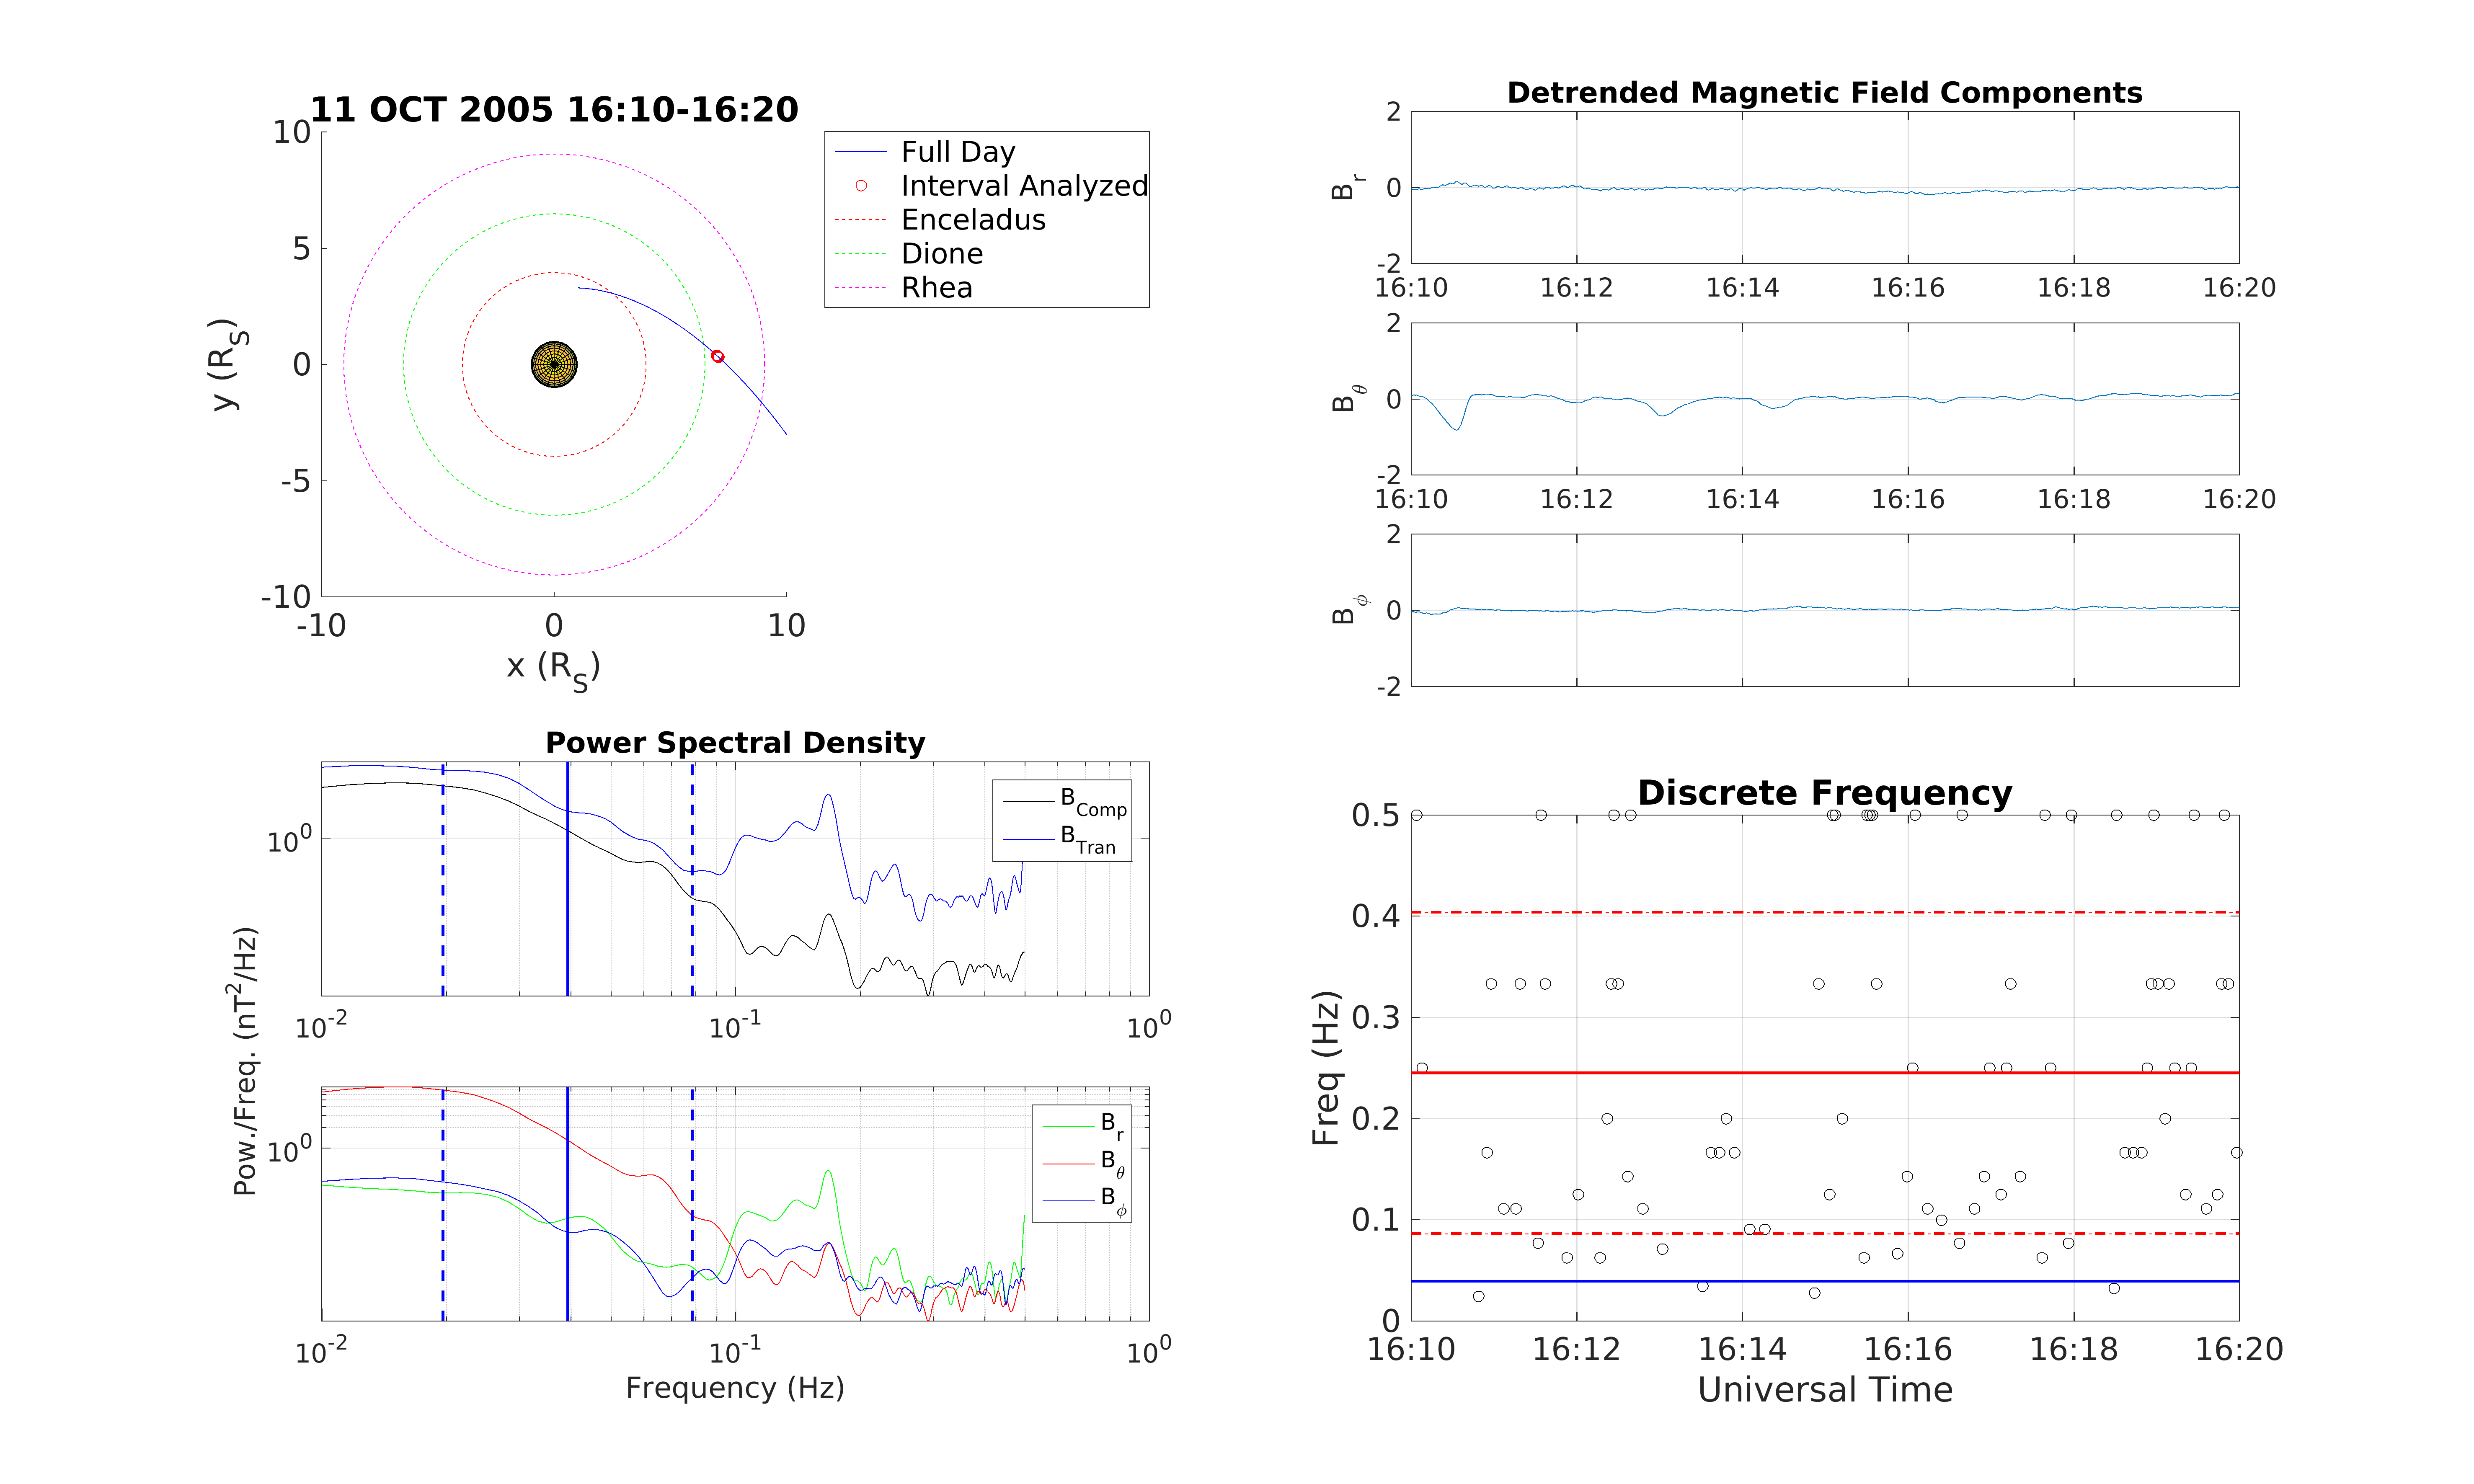 11 OCT 2005 16:10-16:20
10
5
0
-5
-10
-10 0 10
y (R_S)
x (R_S)
Full Day
Interval Analyzed
Enceladus
Dione
Rhea
Detrended Magnetic Field Components
2
0
-2
B_r
16:10 16:12 16:14 16:16 16:18 16:20
2
0
-2
B_θ
16:10 16:12 16:14 16:16 16:18 16:20
2
0
-2
B_ϕ
Power Spectral Density
10^0
B_Comp
B_Tran
10^-2 10^-1 10^0
Pow./Freq. (nT^2/Hz)
10^0
B_r
B_θ
B_ϕ
10^-2 10^-1 10^0
Frequency (Hz)
Discrete Frequency
0.5
0.4
0.3
0.2
0.1
0
Freq (Hz)
16:10 16:12 16:14 16:16 16:18 16:20
Universal Time